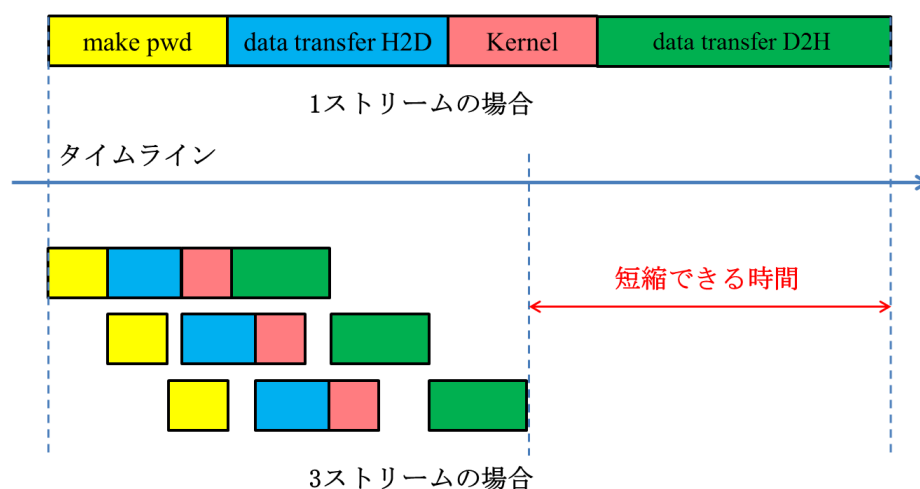 make pwd
data transfer H2D
Kernel
data transfer D2H
1ストリームの場合
タイムライン
短縮できる時間
3ストリームの場合